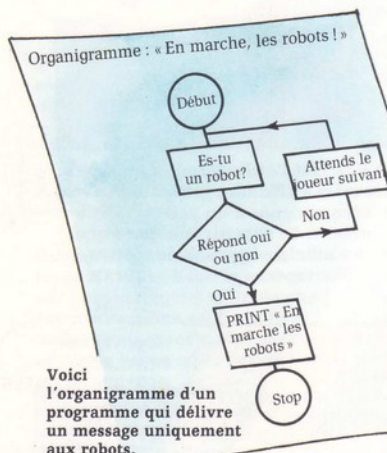 Organigramme : « En marche, les robots ! »
Début
Es-tu
un robot?
Attends le
joueur suivant
Non
Répond oui
ou non
Oui
PRINT « En
marche les
robots »
Stop
Voici
l'organigramme d'un
programme qui délivre
un message uniquement
aux robots.